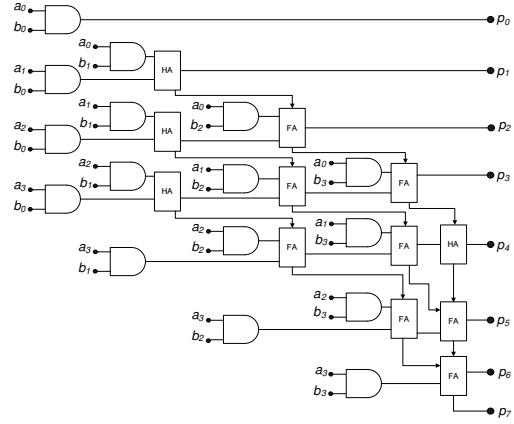 a₀
b₀ p₀
a₀
b₁ HA p₁
a₁
b₀
a₁ a₀
b₁ HA b₂ FA p₂
a₂
b₀
a₂ a₁ a₀
b₁ HA b₂ FA b₃ FA p₃
a₃
b₀
a₂ a₁
b₂ FA b₃ FA HA p₄
a₃
b₁
a₂
b₃ FA FA p₅
a₃
b₂
a₃ FA p₆
b₃
p₇